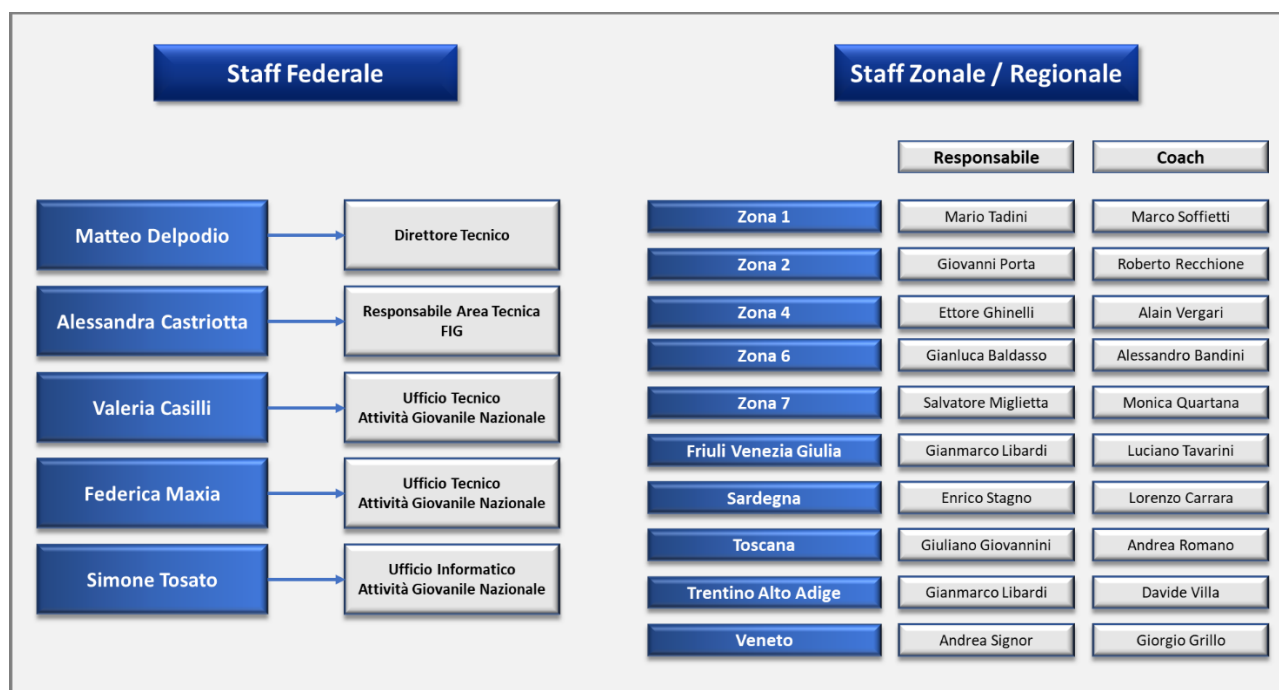 Staff Federale
Matteo Delpodio
Direttore Tecnico
Alessandra Castriotta
Responsabile Area Tecnica
FIG
Valeria Casilli
Ufficio Tecnico
Attività Giovanile Nazionale
Federica Maxia
Ufficio Tecnico
Attività Giovanile Nazionale
Simone Tosato
Ufficio Informatico
Attività Giovanile Nazionale
Staff Zonale / Regionale
Responsabile Coach
Zona 1 Mario Tadini Marco Soffietti
Zona 2 Giovanni Porta Roberto Recchione
Zona 4 Ettore Ghinelli Alain Vergari
Zona 6 Gianluca Baldasso Alessandro Bandini
Zona 7 Salvatore Miglietta Monica Quartana
Friuli Venezia Giulia Gianmarco Libardi Luciano Tavarini
Sardegna Enrico Stagno Lorenzo Carrara
Toscana Giuliano Giovannini Andrea Romano
Trentino Alto Adige Gianmarco Libardi Davide Villa
Veneto Andrea Signor Giorgio Grillo